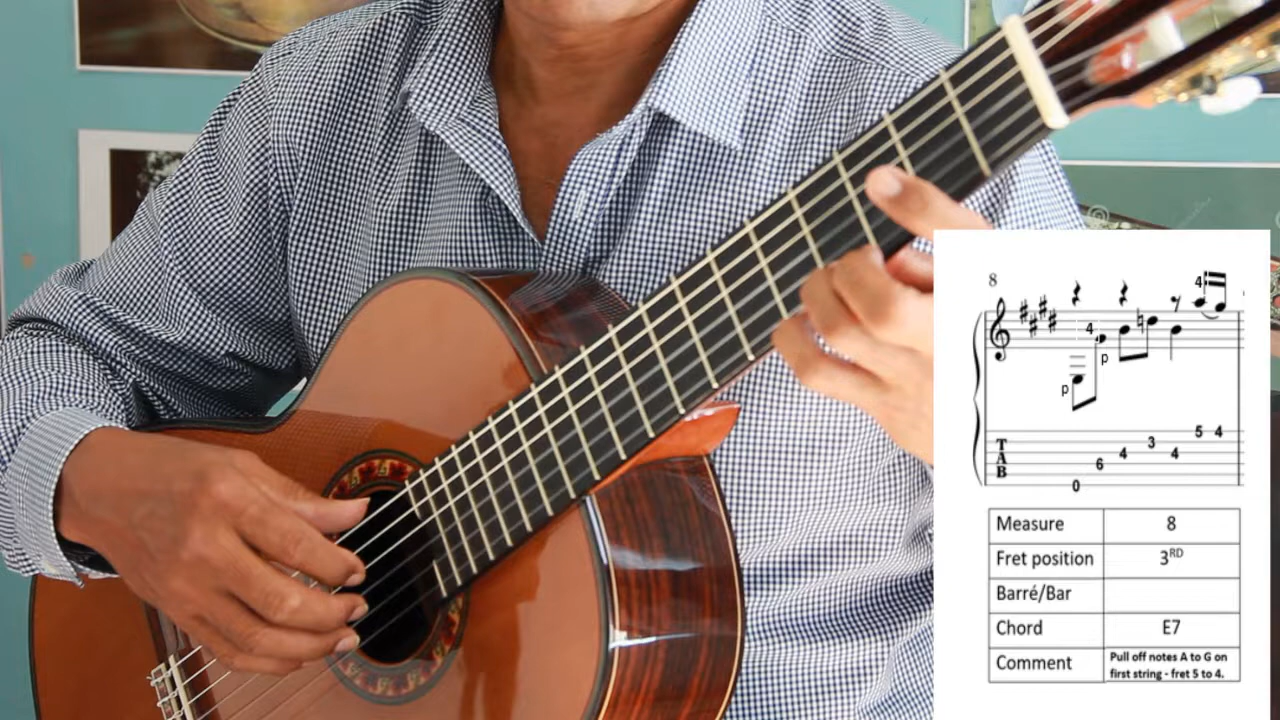 8
4
4
p
p
T
A
B
0
6
4
3
4
5 4
Measure 8
Fret position 3RD
Barré/Bar
Chord E7
Comment Pull off notes A to G on
first string - fret 5 to 4.